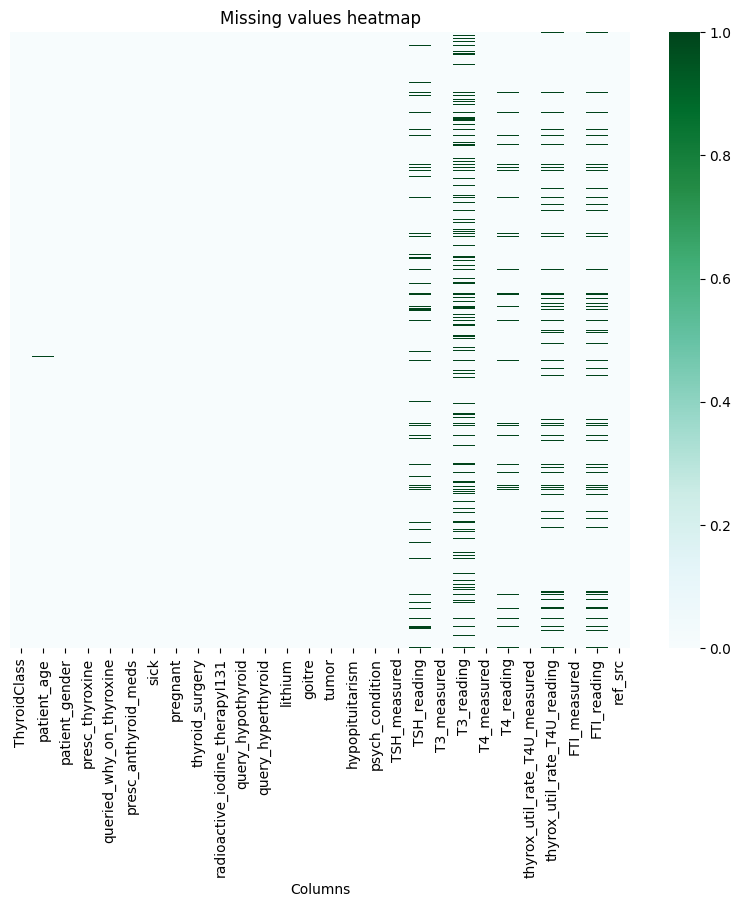 Missing values heatmap
1.0
0.8
0.6
0.4
0.2
0.0
ThyroidClass
patient_age
patient_gender
presc_thyroxine
queried_why_on_thyroxine
presc_anthyroid_meds
sick
pregnant
thyroid_surgery
radioactive_iodine_therapyI131
query_hypothyroid
query_hyperthyroid
lithium
goitre
tumor
hypopituitarism
psych_condition
TSH_measured
TSH_reading
T3_measured
T3_reading
T4_measured
T4_reading
thyrox_util_rate_T4U_measured
thyrox_util_rate_T4U_reading
FTI_measured
FTI_reading
ref_src
Columns